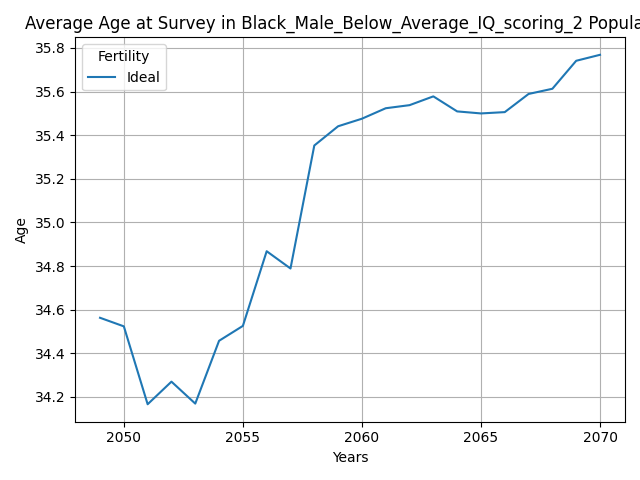 Average Age at Survey in Black_Male_Below_Average_IQ_scoring_2 Popula
Fertility
Ideal
35.8
35.6
35.4
35.2
35.0
34.8
34.6
34.4
34.2
Age
2050 2055 2060 2065 2070
Years